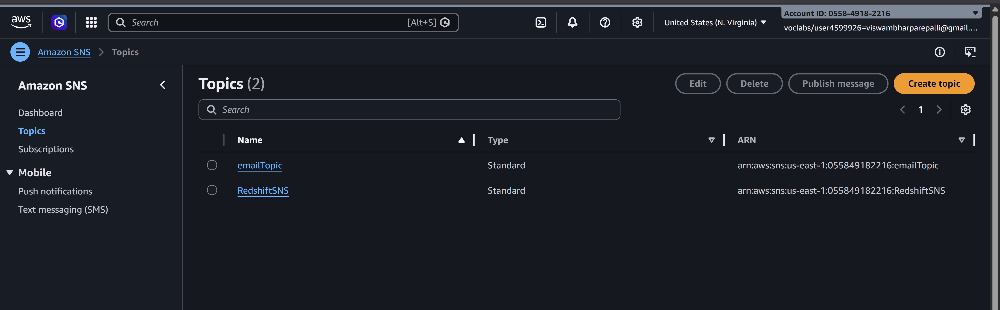 aws
Search [Alt+S]
United States (N. Virginia)
Account ID: 0558-4918-2216
voclabs/user4599926=viswambharparepalli@gmail....
Amazon SNS > Topics
Amazon SNS
Dashboard
Topics
Subscriptions
Mobile
Push notifications
Text messaging (SMS)
Topics (2)
Edit Delete Publish message Create topic
Search
1
Name Type ARN
emailTopic Standard arn:aws:sns:us-east-1:055849182216:emailTopic
RedshiftSNS Standard arn:aws:sns:us-east-1:055849182216:RedshiftSNS